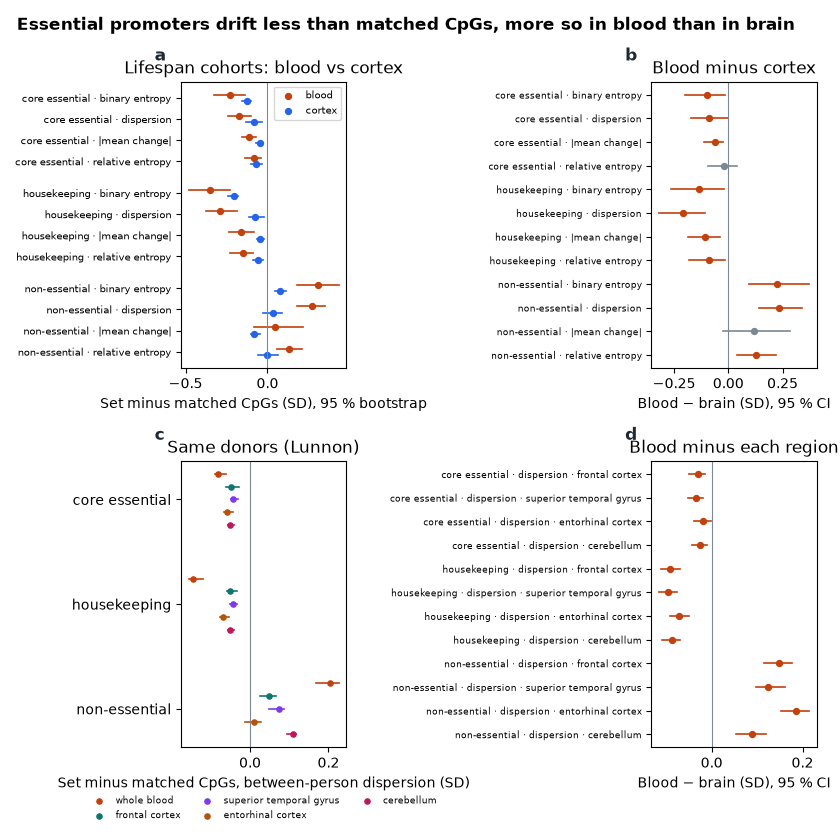 Essential promoters drift less than matched CpGs, more so in blood than in brain
a
Lifespan cohorts: blood vs cortex
blood
cortex
core essential · binary entropy
core essential · dispersion
core essential · |mean change|
core essential · relative entropy
housekeeping · binary entropy
housekeeping · dispersion
housekeeping · |mean change|
housekeeping · relative entropy
non-essential · binary entropy
non-essential · dispersion
non-essential · |mean change|
non-essential · relative entropy
−0.5 0.0
Set minus matched CpGs (SD), 95 % bootstrap
b
Blood minus cortex
core essential · binary entropy
core essential · dispersion
core essential · |mean change|
core essential · relative entropy
housekeeping · binary entropy
housekeeping · dispersion
housekeeping · |mean change|
housekeeping · relative entropy
non-essential · binary entropy
non-essential · dispersion
non-essential · |mean change|
non-essential · relative entropy
−0.25 0.00 0.25
Blood − brain (SD), 95 % CI
c
Same donors (Lunnon)
core essential
housekeeping
non-essential
0.0 0.2
Set minus matched CpGs, between-person dispersion (SD)
whole blood
frontal cortex
superior temporal gyrus
entorhinal cortex
cerebellum
d
Blood minus each region
core essential · dispersion · frontal cortex
core essential · dispersion · superior temporal gyrus
core essential · dispersion · entorhinal cortex
core essential · dispersion · cerebellum
housekeeping · dispersion · frontal cortex
housekeeping · dispersion · superior temporal gyrus
housekeeping · dispersion · entorhinal cortex
housekeeping · dispersion · cerebellum
non-essential · dispersion · frontal cortex
non-essential · dispersion · superior temporal gyrus
non-essential · dispersion · entorhinal cortex
non-essential · dispersion · cerebellum
0.0 0.2
Blood − brain (SD), 95 % CI